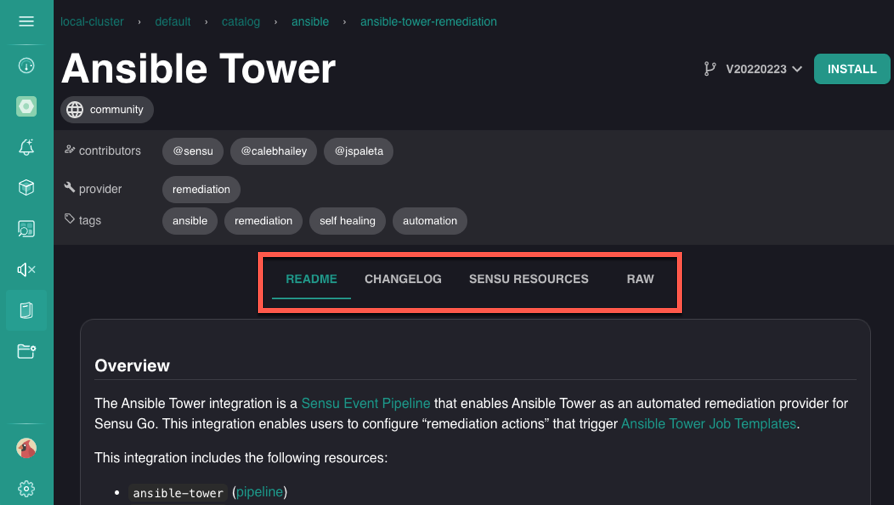 local-cluster › default › catalog › ansible › ansible-tower-remediation
Ansible Tower
V20220223 INSTALL
community
contributors @sensu @calebhailey @jspaleta
provider remediation
tags ansible remediation self healing automation
README CHANGELOG SENSU RESOURCES RAW
Overview
The Ansible Tower integration is a Sensu Event Pipeline that enables Ansible Tower as an automated remediation provider for
Sensu Go. This integration enables users to configure “remediation actions” that trigger Ansible Tower Job Templates.
This integration includes the following resources:
• ansible-tower (pipeline)